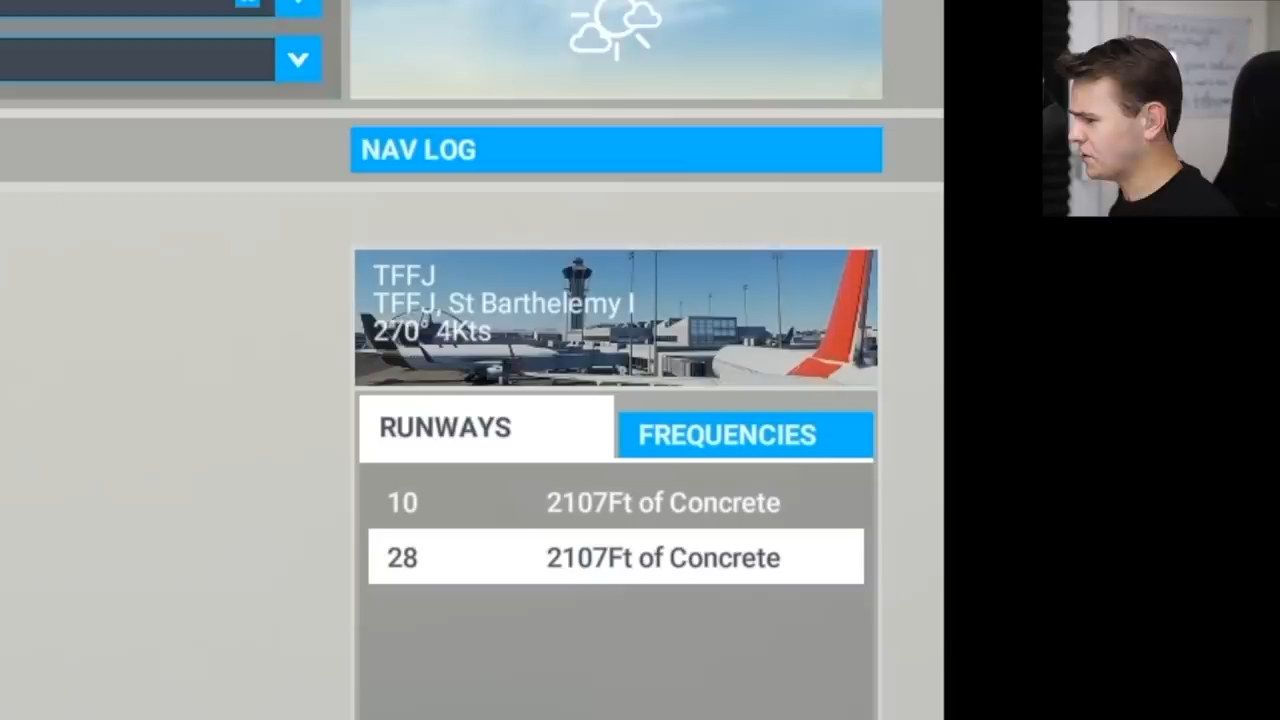 NAV LOG
TFFJ
TFFJ, St Barthelemy I
270° 4Kts
RUNWAYS
FREQUENCIES
10 2107Ft of Concrete
28 2107Ft of Concrete